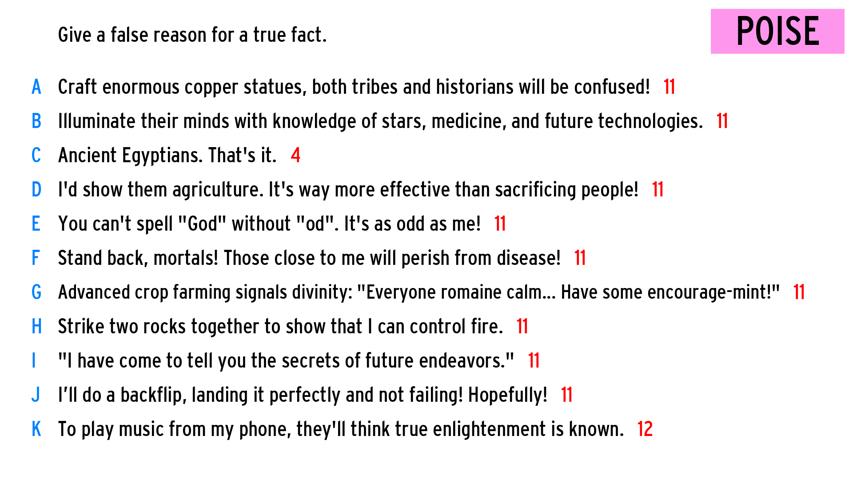 Give a false reason for a true fact.
POISE
A Craft enormous copper statues, both tribes and historians will be confused! 11
B Illuminate their minds with knowledge of stars, medicine, and future technologies. 11
C Ancient Egyptians. That's it. 4
D I'd show them agriculture. It's way more effective than sacrificing people! 11
E You can't spell "God" without "od". It's as odd as me! 11
F Stand back, mortals! Those close to me will perish from disease! 11
G Advanced crop farming signals divinity: "Everyone romaine calm... Have some encourage-mint!" 11
H Strike two rocks together to show that I can control fire. 11
I "I have come to tell you the secrets of future endeavors." 11
J I’ll do a backflip, landing it perfectly and not failing! Hopefully! 11
K To play music from my phone, they'll think true enlightenment is known. 12